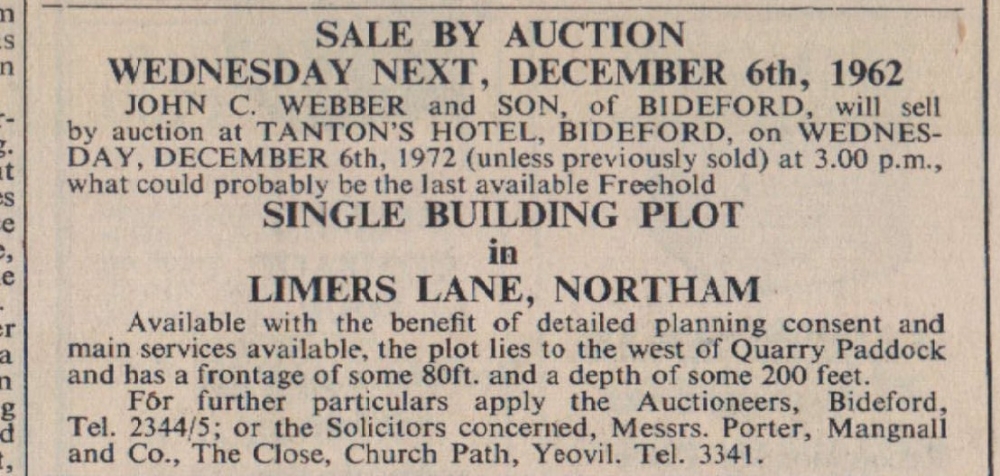 SALE BY AUCTION
WEDNESDAY NEXT, DECEMBER 6th, 1962
JOHN C. WEBBER and SON, of BIDEFORD, will sell
by auction at TANTON'S HOTEL, BIDEFORD, on WEDNES-
DAY, DECEMBER 6th, 1972 (unless previously sold) at 3.00 p.m.,
what could probably be the last available Freehold
SINGLE BUILDING PLOT
in
LIMERS LANE, NORTHAM
Available with the benefit of detailed planning consent and
main services available, the plot lies to the west of Quarry Paddock
and has a frontage of some 80ft. and a depth of some 200 feet.
For further particulars apply the Auctioneers, Bideford,
Tel. 2344/5; or the Solicitors concerned, Messrs. Porter, Mangnall
and Co., The Close, Church Path, Yeovil. Tel. 3341.